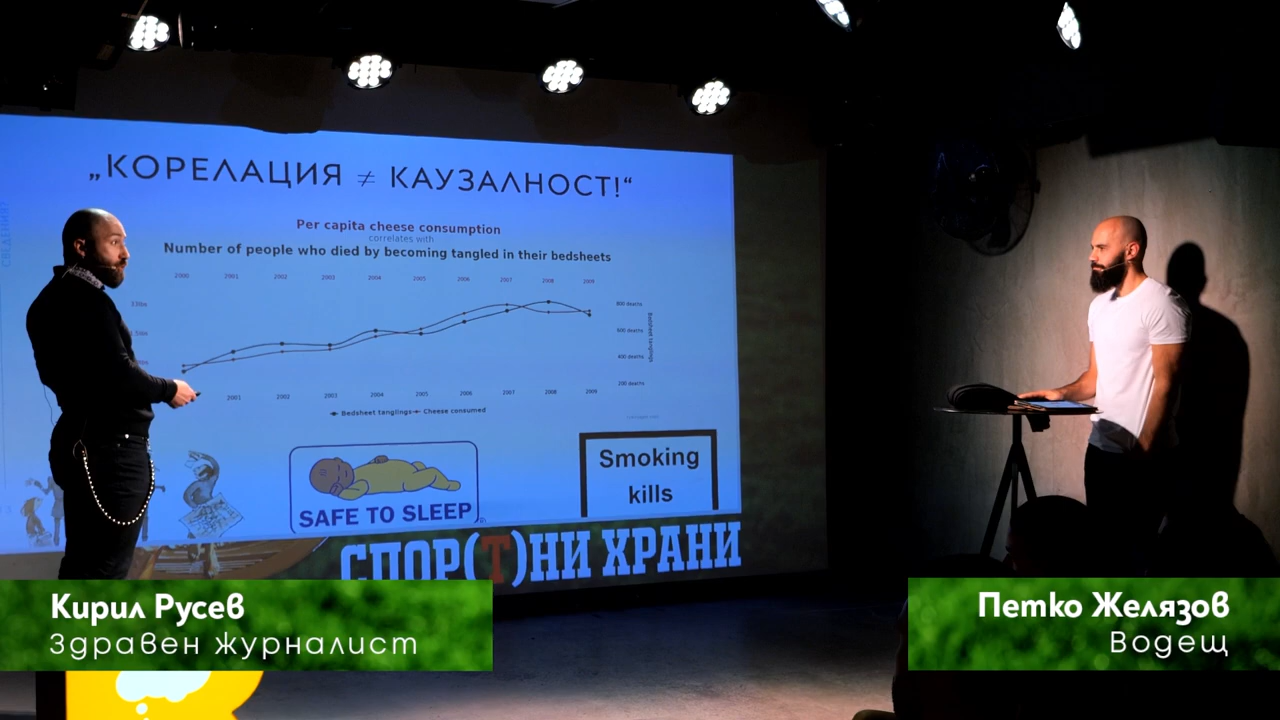 „КОРЕЛАЦИЯ ≠ КАУЗАЛНОСТ!“
Per capita cheese consumption
correlates with
Number of people who died by becoming tangled in their bedsheets
2000 2001 2002 2003 2004 2005 2006 2007 2008 2009
33lbs
800 deaths
600 deaths
400 deaths
200 deaths
Bedsheet tanglings
2001 2002 2003 2004 2005 2006 2007 2008 2009
Bedsheet tanglings Cheese consumed
SAFE TO SLEEP
Smoking
kills
СПОР(Т)НИ ХРАНИ
Кирил Русев
Здравен журналист
Петко Желязов
Водещ